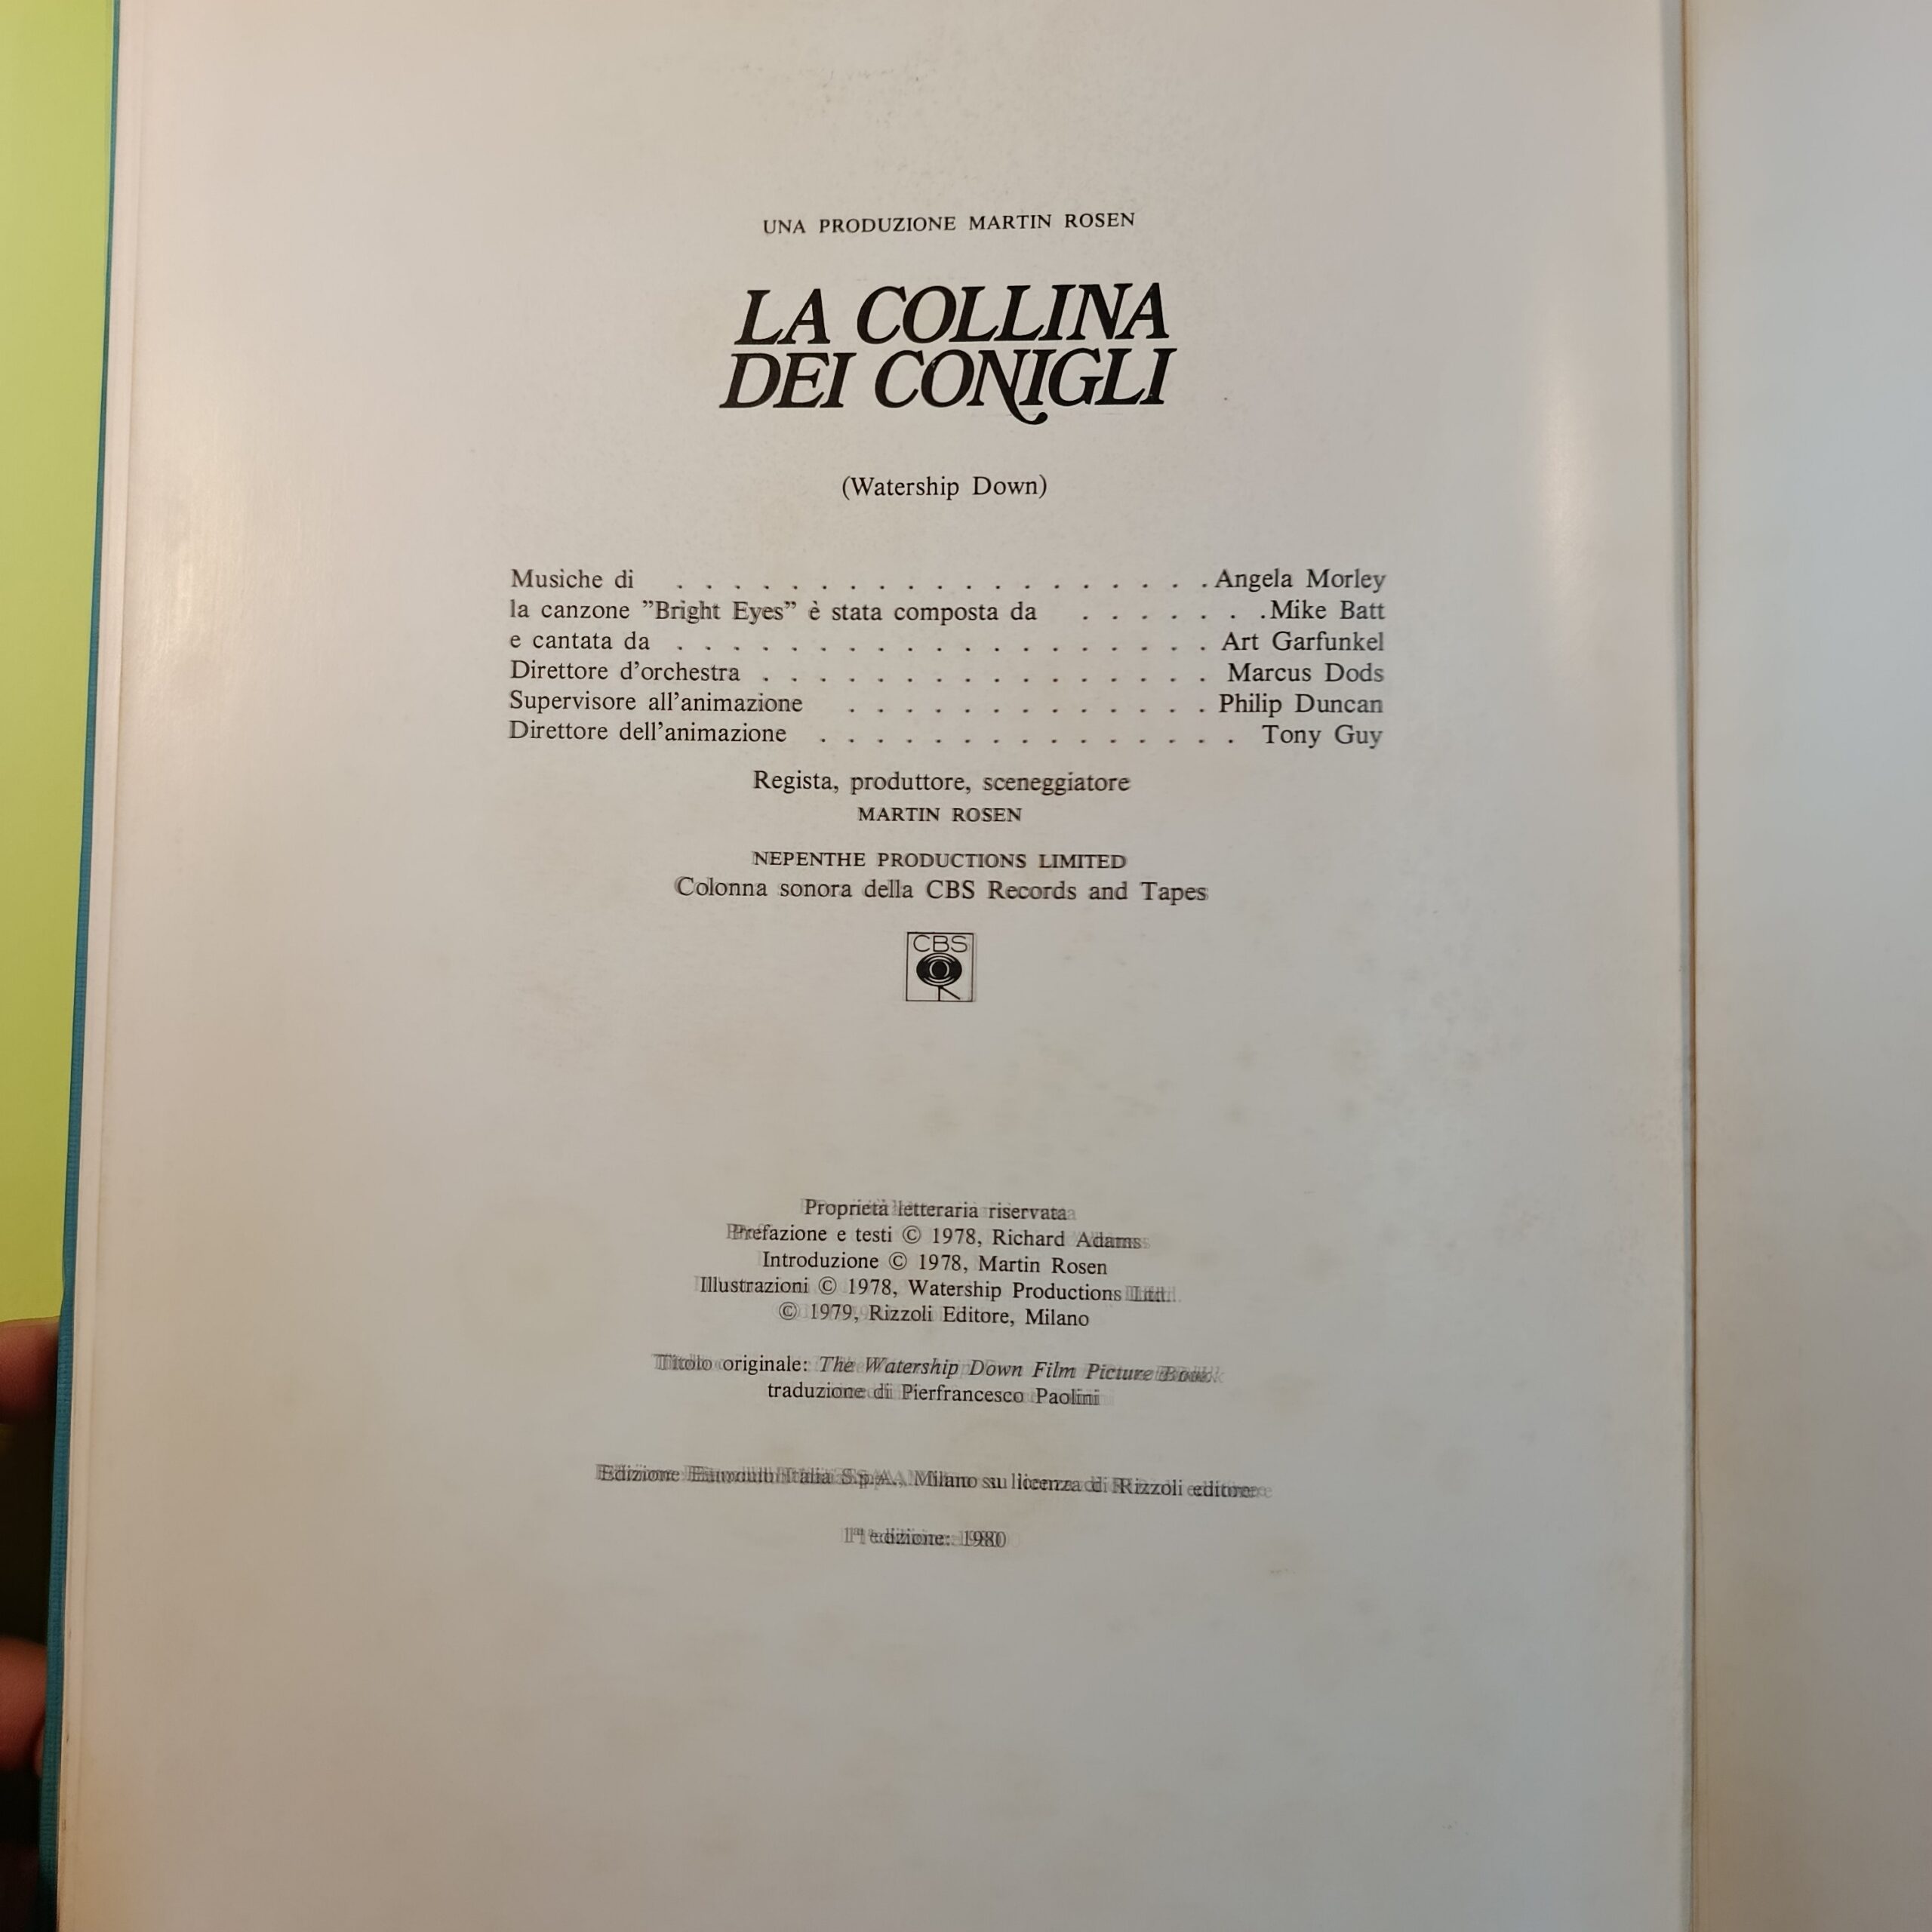 UNA PRODUZIONE MARTIN ROSEN
LA COLLINA
DEI CONIGLI
(Watership Down)
Musiche di . . . . . . . . . . . . . . . . . . . Angela Morley
la canzone ”Bright Eyes” è stata composta da . . . . . . . Mike Batt
e cantata da . . . . . . . . . . . . . . . . . . . Art Garfunkel
Direttore d’orchestra . . . . . . . . . . . . . . . . Marcus Dods
Supervisore all’animazione . . . . . . . . . . . . . Philip Duncan
Direttore dell’animazione . . . . . . . . . . . . . . . Tony Guy
Regista, produttore, sceneggiatore
MARTIN ROSEN
NEPENTHE PRODUCTIONS LIMITED
Colonna sonora della CBS Records and Tapes
CBS
Proprietà letteraria riservata
Prefazione e testi © 1978, Richard Adams
Introduzione © 1978, Martin Rosen
Illustrazioni © 1978, Watership Productions Ltd.
© 1979, Rizzoli Editore, Milano
Titolo originale: The Watership Down Film Picture Book
traduzione di Pierfrancesco Paolini
Edizione Euroclub Italia S.p.A., Milano su licenza di Rizzoli editore
1ª edizione: 1980